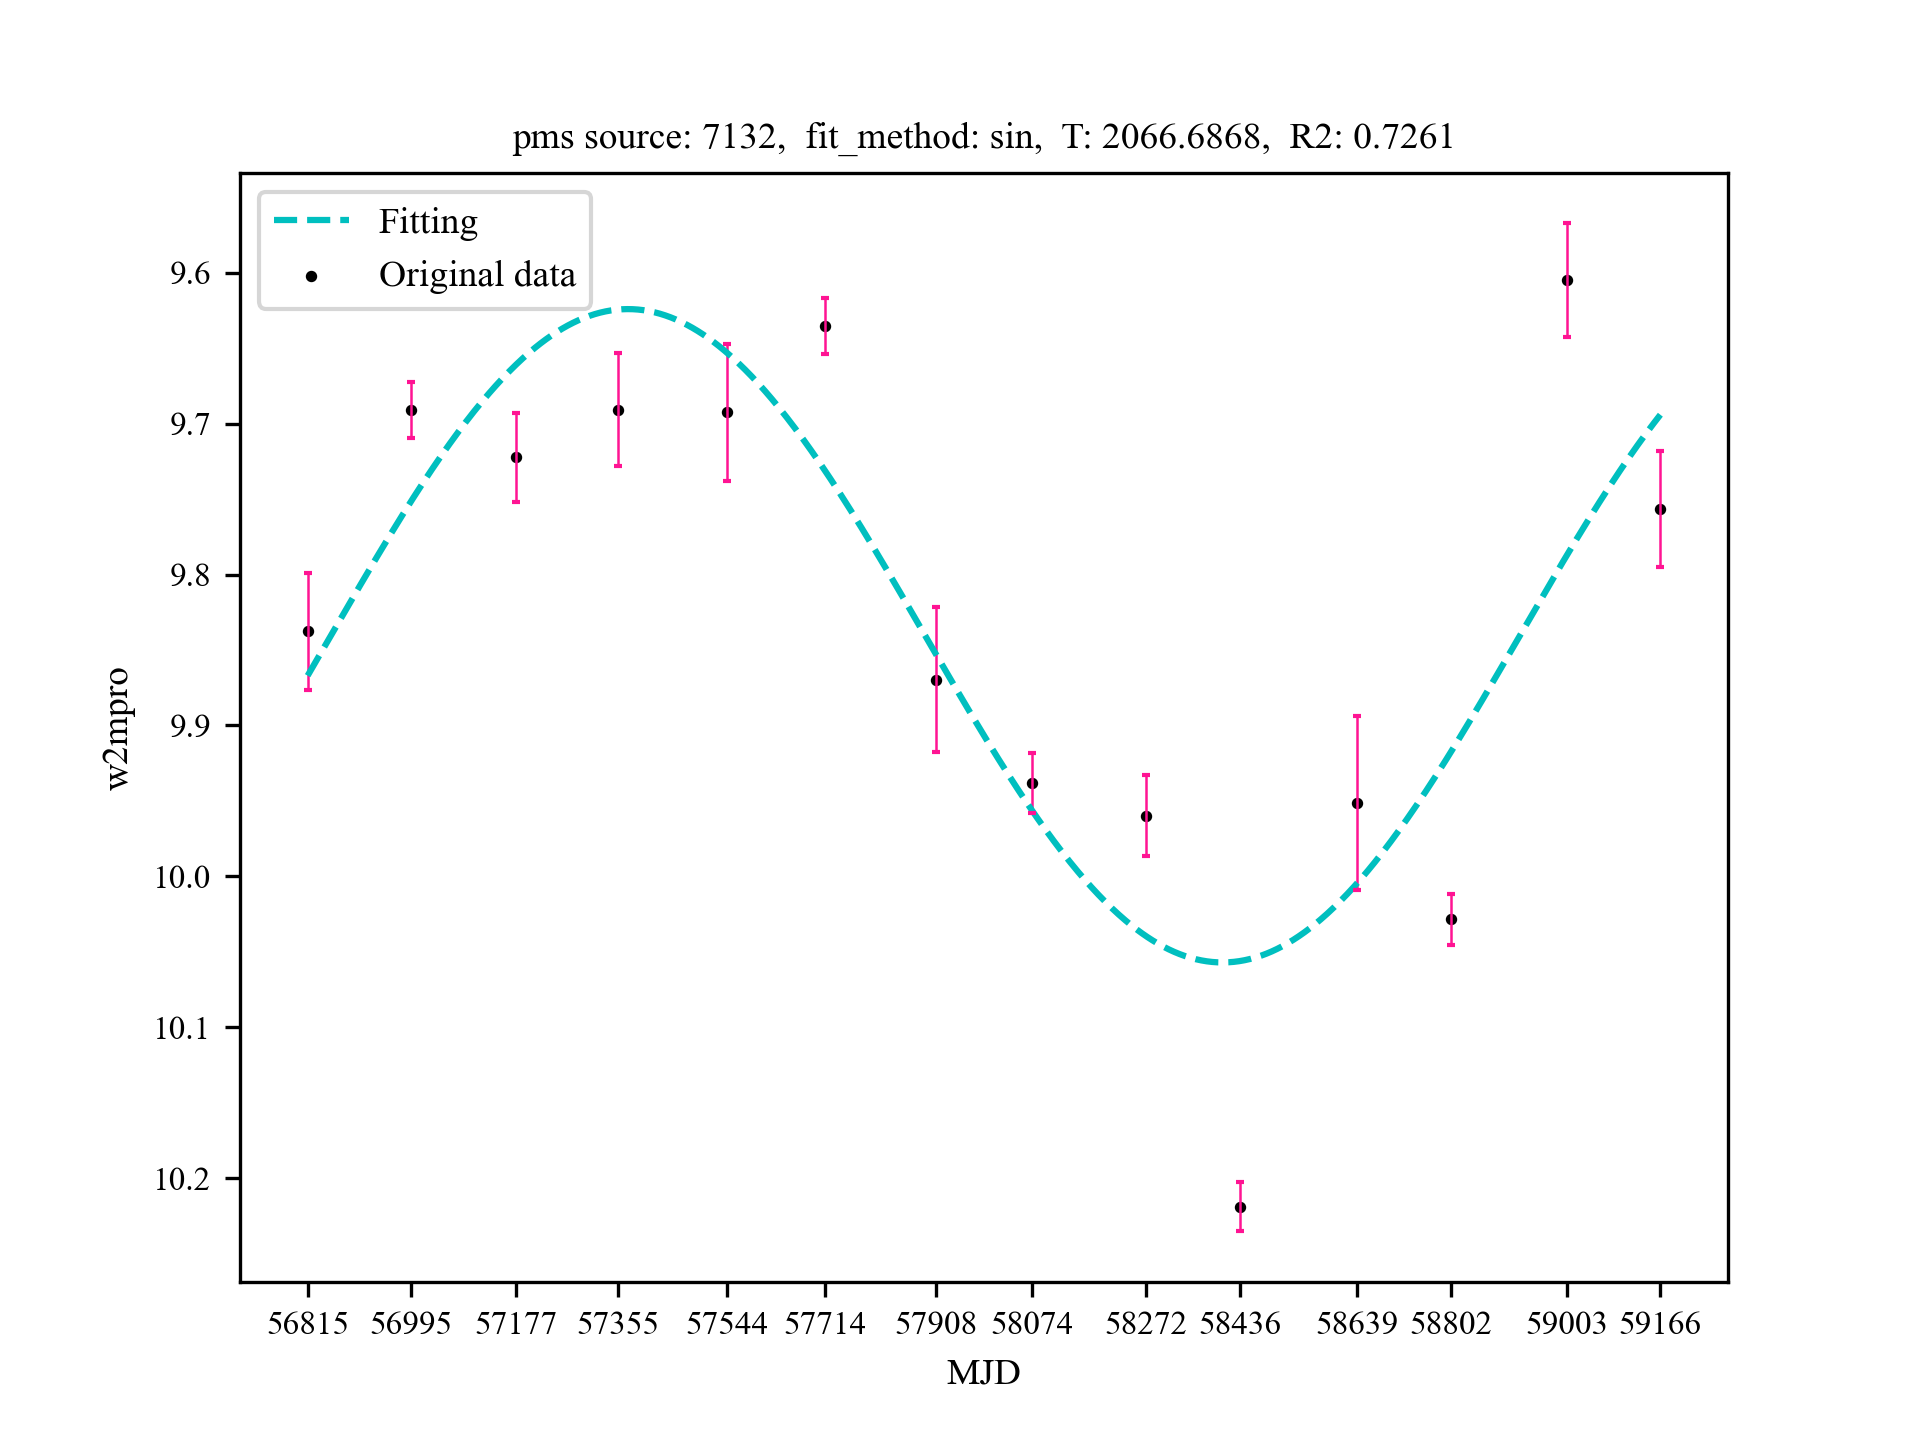 pms source: 7132,  fit_method: sin,  T: 2066.6868,  R2: 0.7261
Fitting
Original data
9.6
9.7
9.8
9.9
10.0
10.1
10.2
w2mpro
56815 56995 57177 57355 57544 57714 57908 58074 58272 58436 58639 58802 59003 59166
MJD